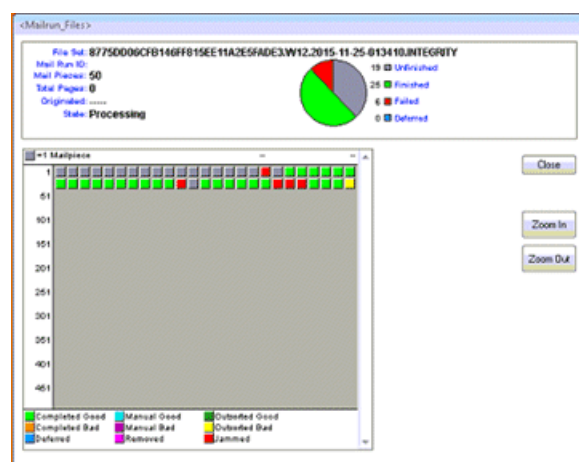 <Mailrun_Files>
File Set: 8775DD06CFB146FF815EE11A2E5FADE3.W12.2015-11-25-013410.INTEGRITY
Mail Run ID:
Mail Pieces: 50
Total Pages: 0
Originated: ......
State: Processing
19 Unfinished
25 Finished
6 Failed
0 Deferred
=1 Mailpiece
1
51
101
151
201
251
301
351
401
451
Completed Good Manual Good Outsorted Good
Completed Bad Manual Bad Outsorted Bad
Deferred Removed Jammed
Close
Zoom In
Zoom Out